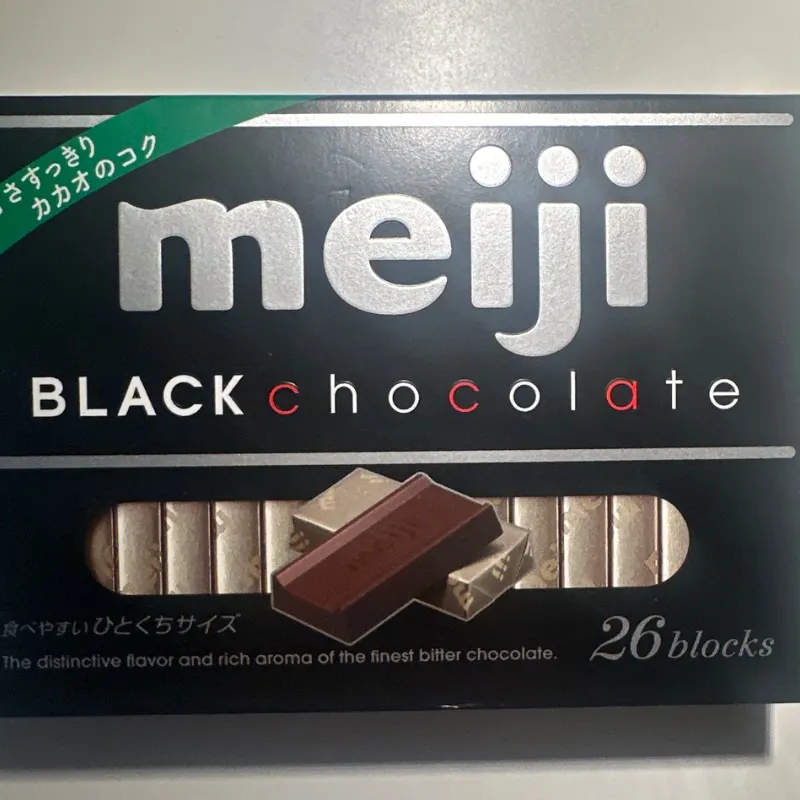 さすっきり
カカオのコク
meiji
BLACK chocolate
meiji
食べやすいひとくちサイズ
The distinctive flavor and rich aroma of the finest bitter chocolate.
26 blocks